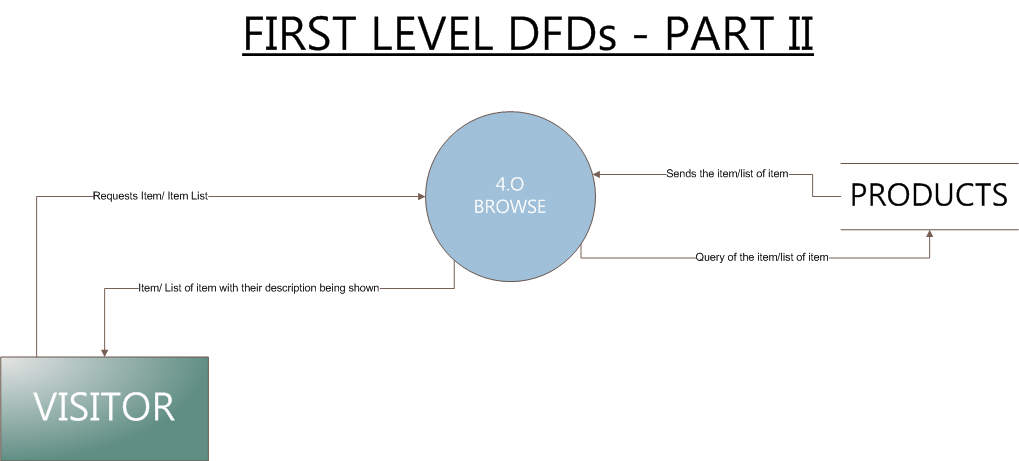 FIRST LEVEL DFDs - PART II
Sends the item/list of item
4.O
BROWSE
PRODUCTS
Requests Item/ Item List
Query of the item/list of item
Item/ List of item with their description being shown
VISITOR